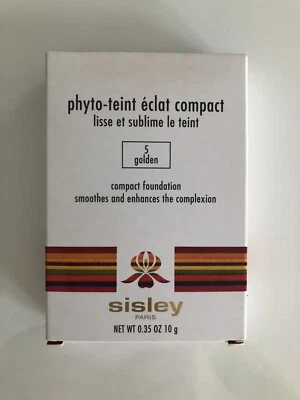 phyto-teint éclat compact
lisse et sublime le teint
5
golden
compact foundation
smoothes and enhances the complexion
sisley
PARIS
NET WT 0.35 OZ 10 g